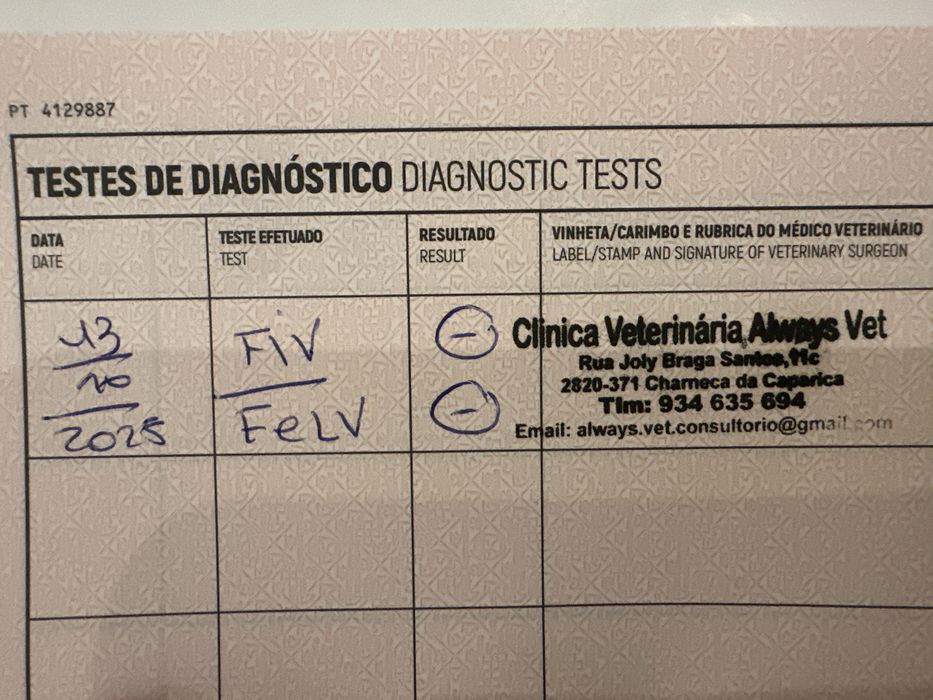 PT 4129887
TESTES DE DIAGNÓSTICO DIAGNOSTIC TESTS
DATA
DATE
TESTE EFETUADO
TEST
RESULTADO
RESULT
VINHETA/CARIMBO E RUBRICA DO MÉDICO VETERINÁRIO
LABEL/STAMP AND SIGNATURE OF VETERINARY SURGEON
13
10
2025
FiV
FeLV
-
-
Clinica Veterinária Always Vet
Rua Joly Braga Santos, 11c
2820-371 Charneca da Caparica
Tlm: 934 635 694
Email: always.vet.consultorio@gmail.com